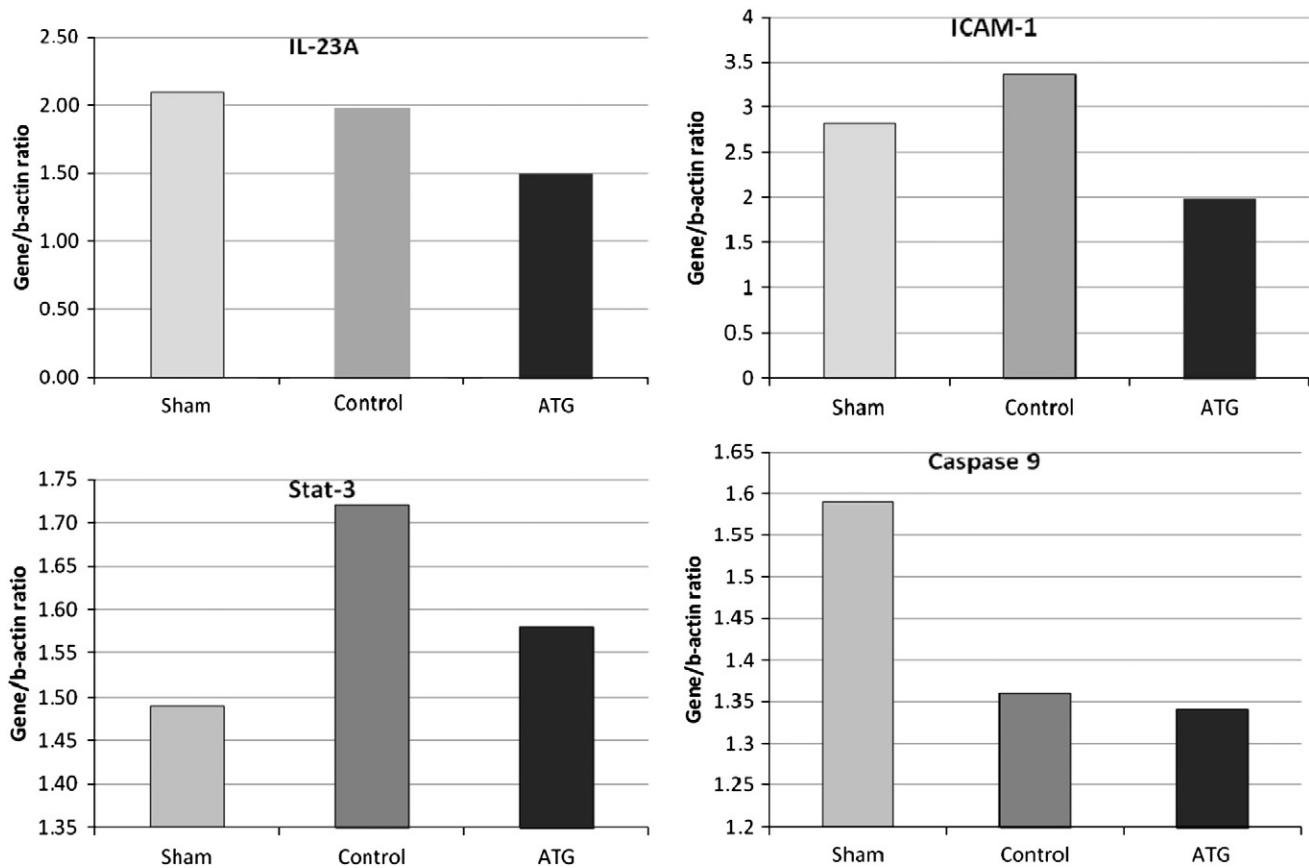 IL-23A
Gene/b-actin ratio
2.50
2.00
1.50
1.00
0.50
0.00
Sham Control ATG
ICAM-1
Gene/b-actin ratio
4
3.5
3
2.5
2
1.5
1
0.5
0
Sham Control ATG
Stat-3
Gene/b-actin ratio
1.75
1.70
1.65
1.60
1.55
1.50
1.45
1.40
1.35
Sham Control ATG
Caspase 9
Gene/b-actin ratio
1.65
1.6
1.55
1.5
1.45
1.4
1.35
1.3
1.25
1.2
Sham Control ATG